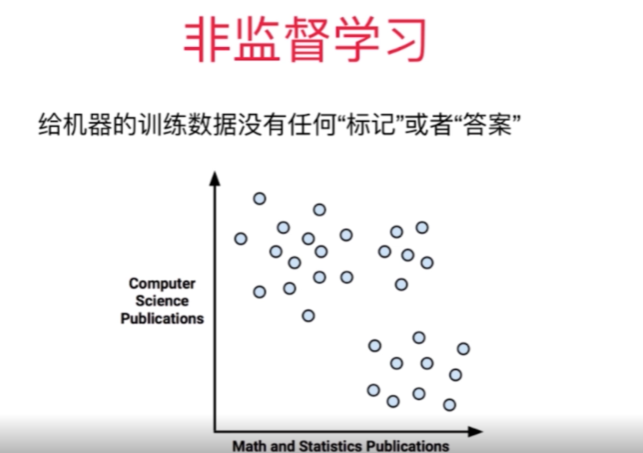 非监督学习
给机器的训练数据没有任何“标记”或者“答案”
Computer
Science
Publications
Math and Statistics Publications